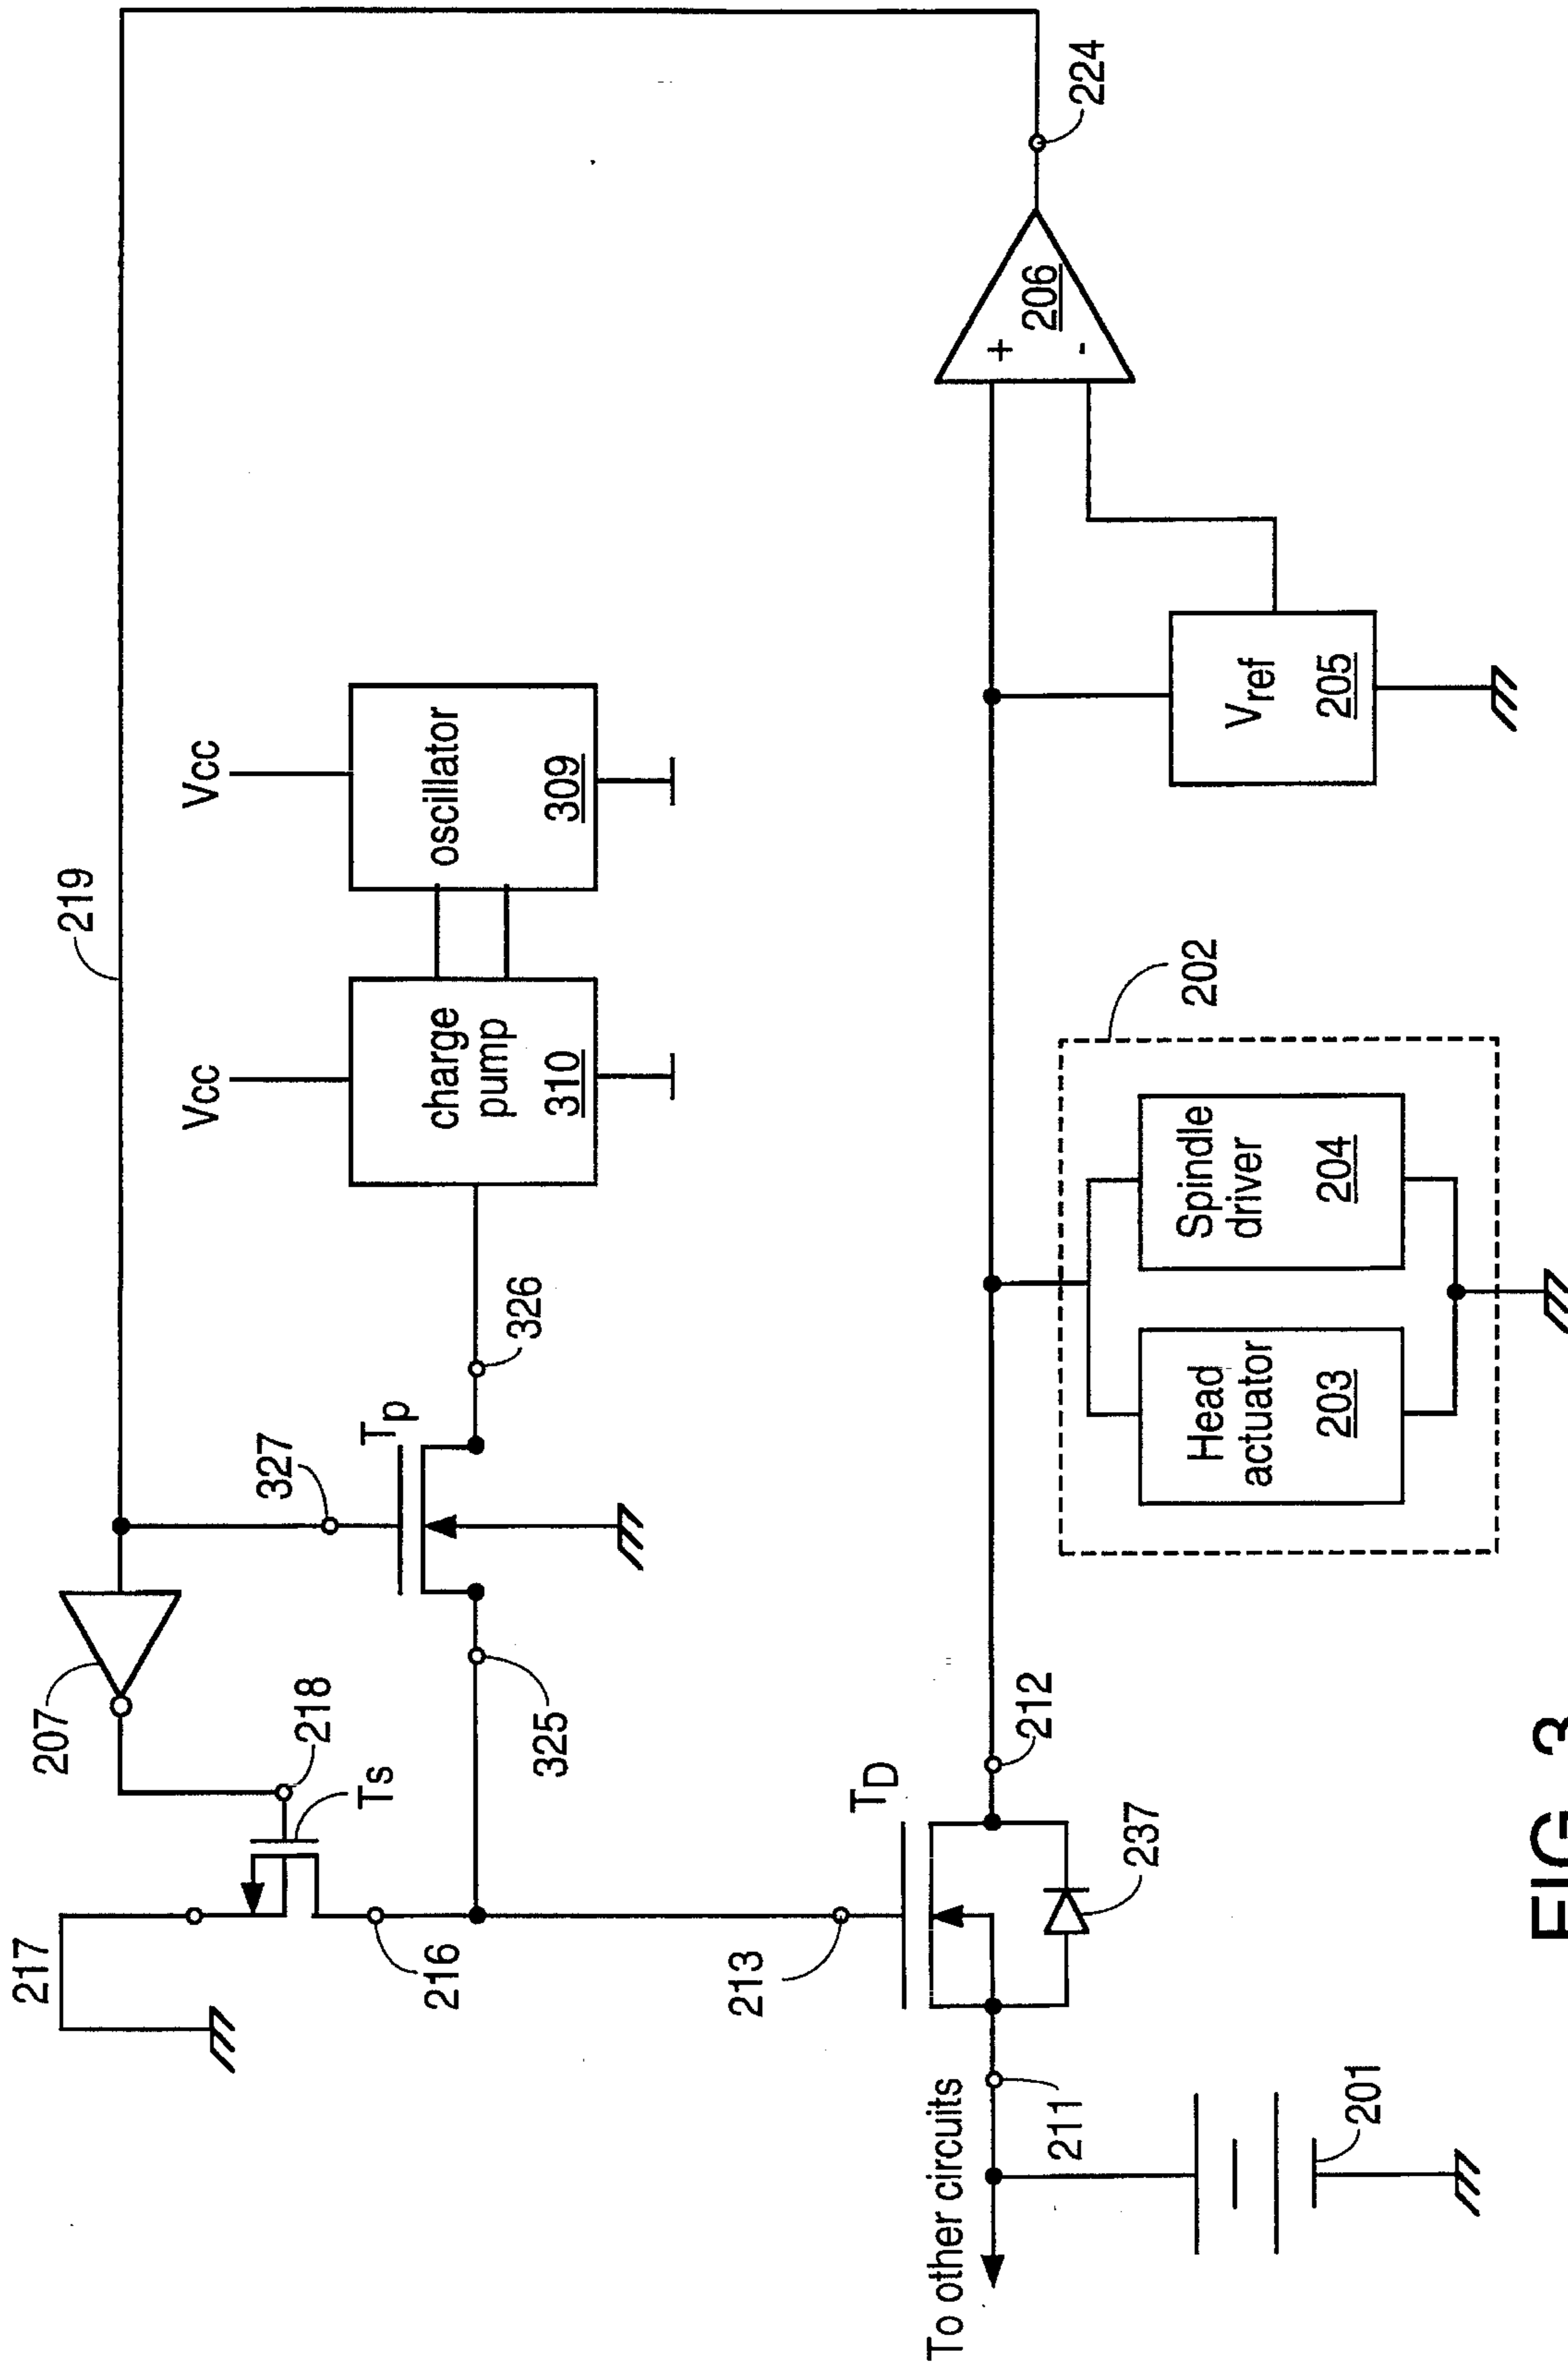 217
207
219
218
Ts
216
327
Tp
325
326
Vcc
charge
pump
310
Vcc
oscillator
309
213
TD
237
212
To other circuits
211
201
202
Head
actuator
203
Spindle
driver
204
Vref
205
+
-
206
224
FIG. 3